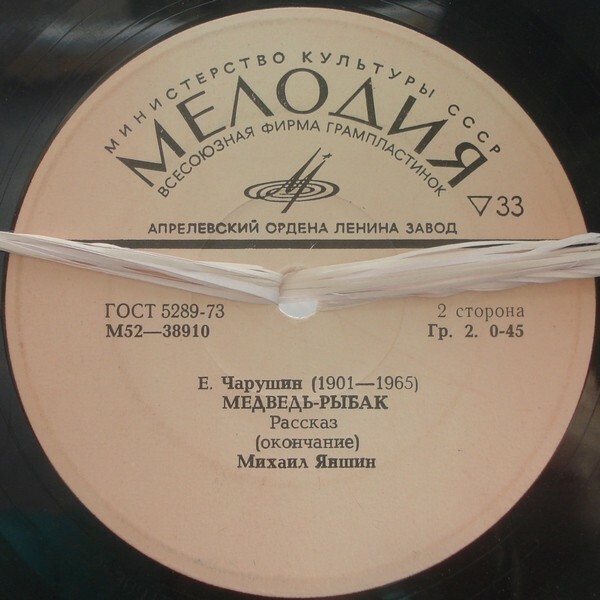 МИНИСТЕРСТВО КУЛЬТУРЫ СССР
МЕЛОДИЯ
ВСЕСОЮЗНАЯ ФИРМА ГРАМПЛАСТИНОК
▽33
АПРЕЛЕВСКИЙ ОРДЕНА ЛЕНИНА ЗАВОД
ГОСТ 5289-73
М52—38910
2 сторона
Гр. 2. 0-45
Е. Чарушин (1901—1965)
МЕДВЕДЬ-РЫБАК
Рассказ
(окончание)
Михаил Яншин